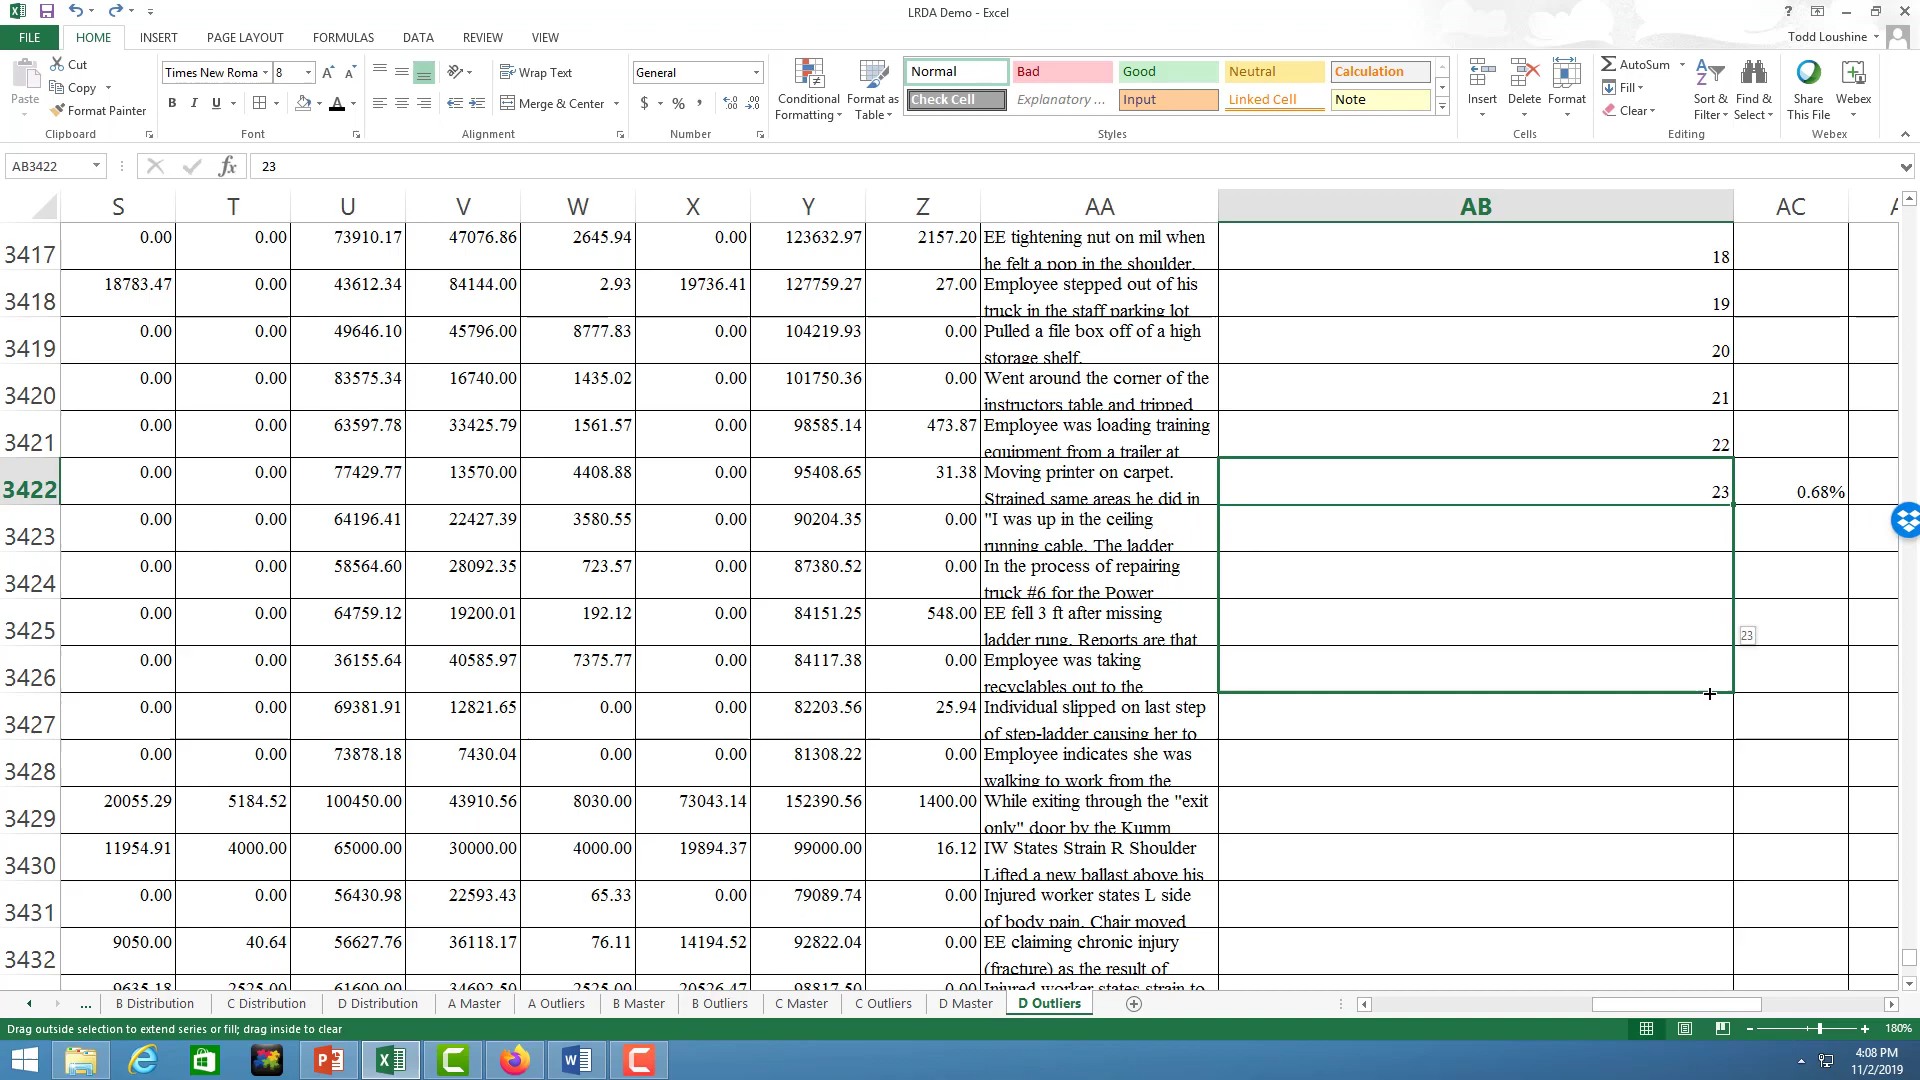 LRDA Demo - Excel
FILE HOME INSERT PAGE LAYOUT FORMULAS DATA REVIEW VIEW Todd Loushine
Paste Cut Copy Format Painter Clipboard
Times New Roma 8 B I U A Font
Wrap Text Merge & Center Alignment
General $ % , Number
Conditional Formatting Format as Table
Normal Bad Good Neutral Calculation
Check Cell Explanatory ... Input Linked Cell Note
Styles
Insert Delete Format Cells
AutoSum Fill Clear Sort & Filter Find & Select Editing
Share This File Webex Webex
AB3422 fx 23
S T U V W X Y Z AA AB AC
3417 0.00 0.00 73910.17 47076.86 2645.94 0.00 123632.97 2157.20 EE tightening nut on mil when 18
he felt a pop in the shoulder.
3418 18783.47 0.00 43612.34 84144.00 2.93 19736.41 127759.27 27.00 Employee stepped out of his 19
truck in the staff parking lot
3419 0.00 0.00 49646.10 45796.00 8777.83 0.00 104219.93 0.00 Pulled a file box off of a high 20
storage shelf.
3420 0.00 0.00 83575.34 16740.00 1435.02 0.00 101750.36 0.00 Went around the corner of the 21
instructors table and tripped
3421 0.00 0.00 63597.78 33425.79 1561.57 0.00 98585.14 473.87 Employee was loading training 22
equipment from a trailer at
3422 0.00 0.00 77429.77 13570.00 4408.88 0.00 95408.65 31.38 Moving printer on carpet. 23 0.68%
Strained same areas he did in
3423 0.00 0.00 64196.41 22427.39 3580.55 0.00 90204.35 0.00 "I was up in the ceiling
running cable. The ladder
3424 0.00 0.00 58564.60 28092.35 723.57 0.00 87380.52 0.00 In the process of repairing
truck #6 for the Power
3425 0.00 0.00 64759.12 19200.01 192.12 0.00 84151.25 548.00 EE fell 3 ft after missing 23
ladder rung. Reports are that
3426 0.00 0.00 36155.64 40585.97 7375.77 0.00 84117.38 0.00 Employee was taking
recyclables out to the
3427 0.00 0.00 69381.91 12821.65 0.00 0.00 82203.56 25.94 Individual slipped on last step
of step-ladder causing her to
3428 0.00 0.00 73878.18 7430.04 0.00 0.00 81308.22 0.00 Employee indicates she was
walking to work from the
3429 20055.29 5184.52 100450.00 43910.56 8030.00 73043.14 152390.56 1400.00 While exiting through the "exit
only" door by the Kumm
3430 11954.91 4000.00 65000.00 30000.00 4000.00 19894.37 99000.00 16.12 IW States Strain R Shoulder
Lifted a new ballast above his
3431 0.00 0.00 56430.98 22593.43 65.33 0.00 79089.74 0.00 Injured worker states L side
of body pain. Chair moved
3432 9050.00 40.64 56627.76 36118.17 76.11 14194.52 92822.04 0.00 EE claiming chronic injury
(fracture) as the result of
9635.18 2525.00 61600.00 34692.50 2525.00 20526.47 98817.50 0.00 Injured worker states strain to
... B Distribution C Distribution D Distribution A Master A Outliers B Master B Outliers C Master C Outliers D Master D Outliers
Drag outside selection to extend series or fill; drag inside to clear 180%
4:08 PM
11/2/2019